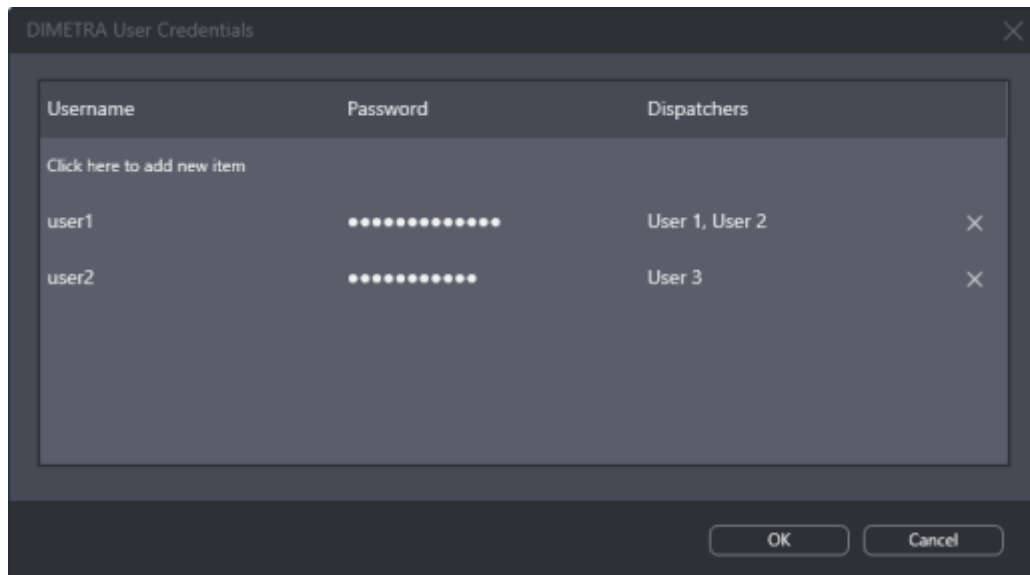 DIMETRA User Credentials
Username Password Dispatchers
Click here to add new item
user1 ●●●●●●●●●●●●● User 1, User 2
user2 ●●●●●●●●●●● User 3
OK Cancel